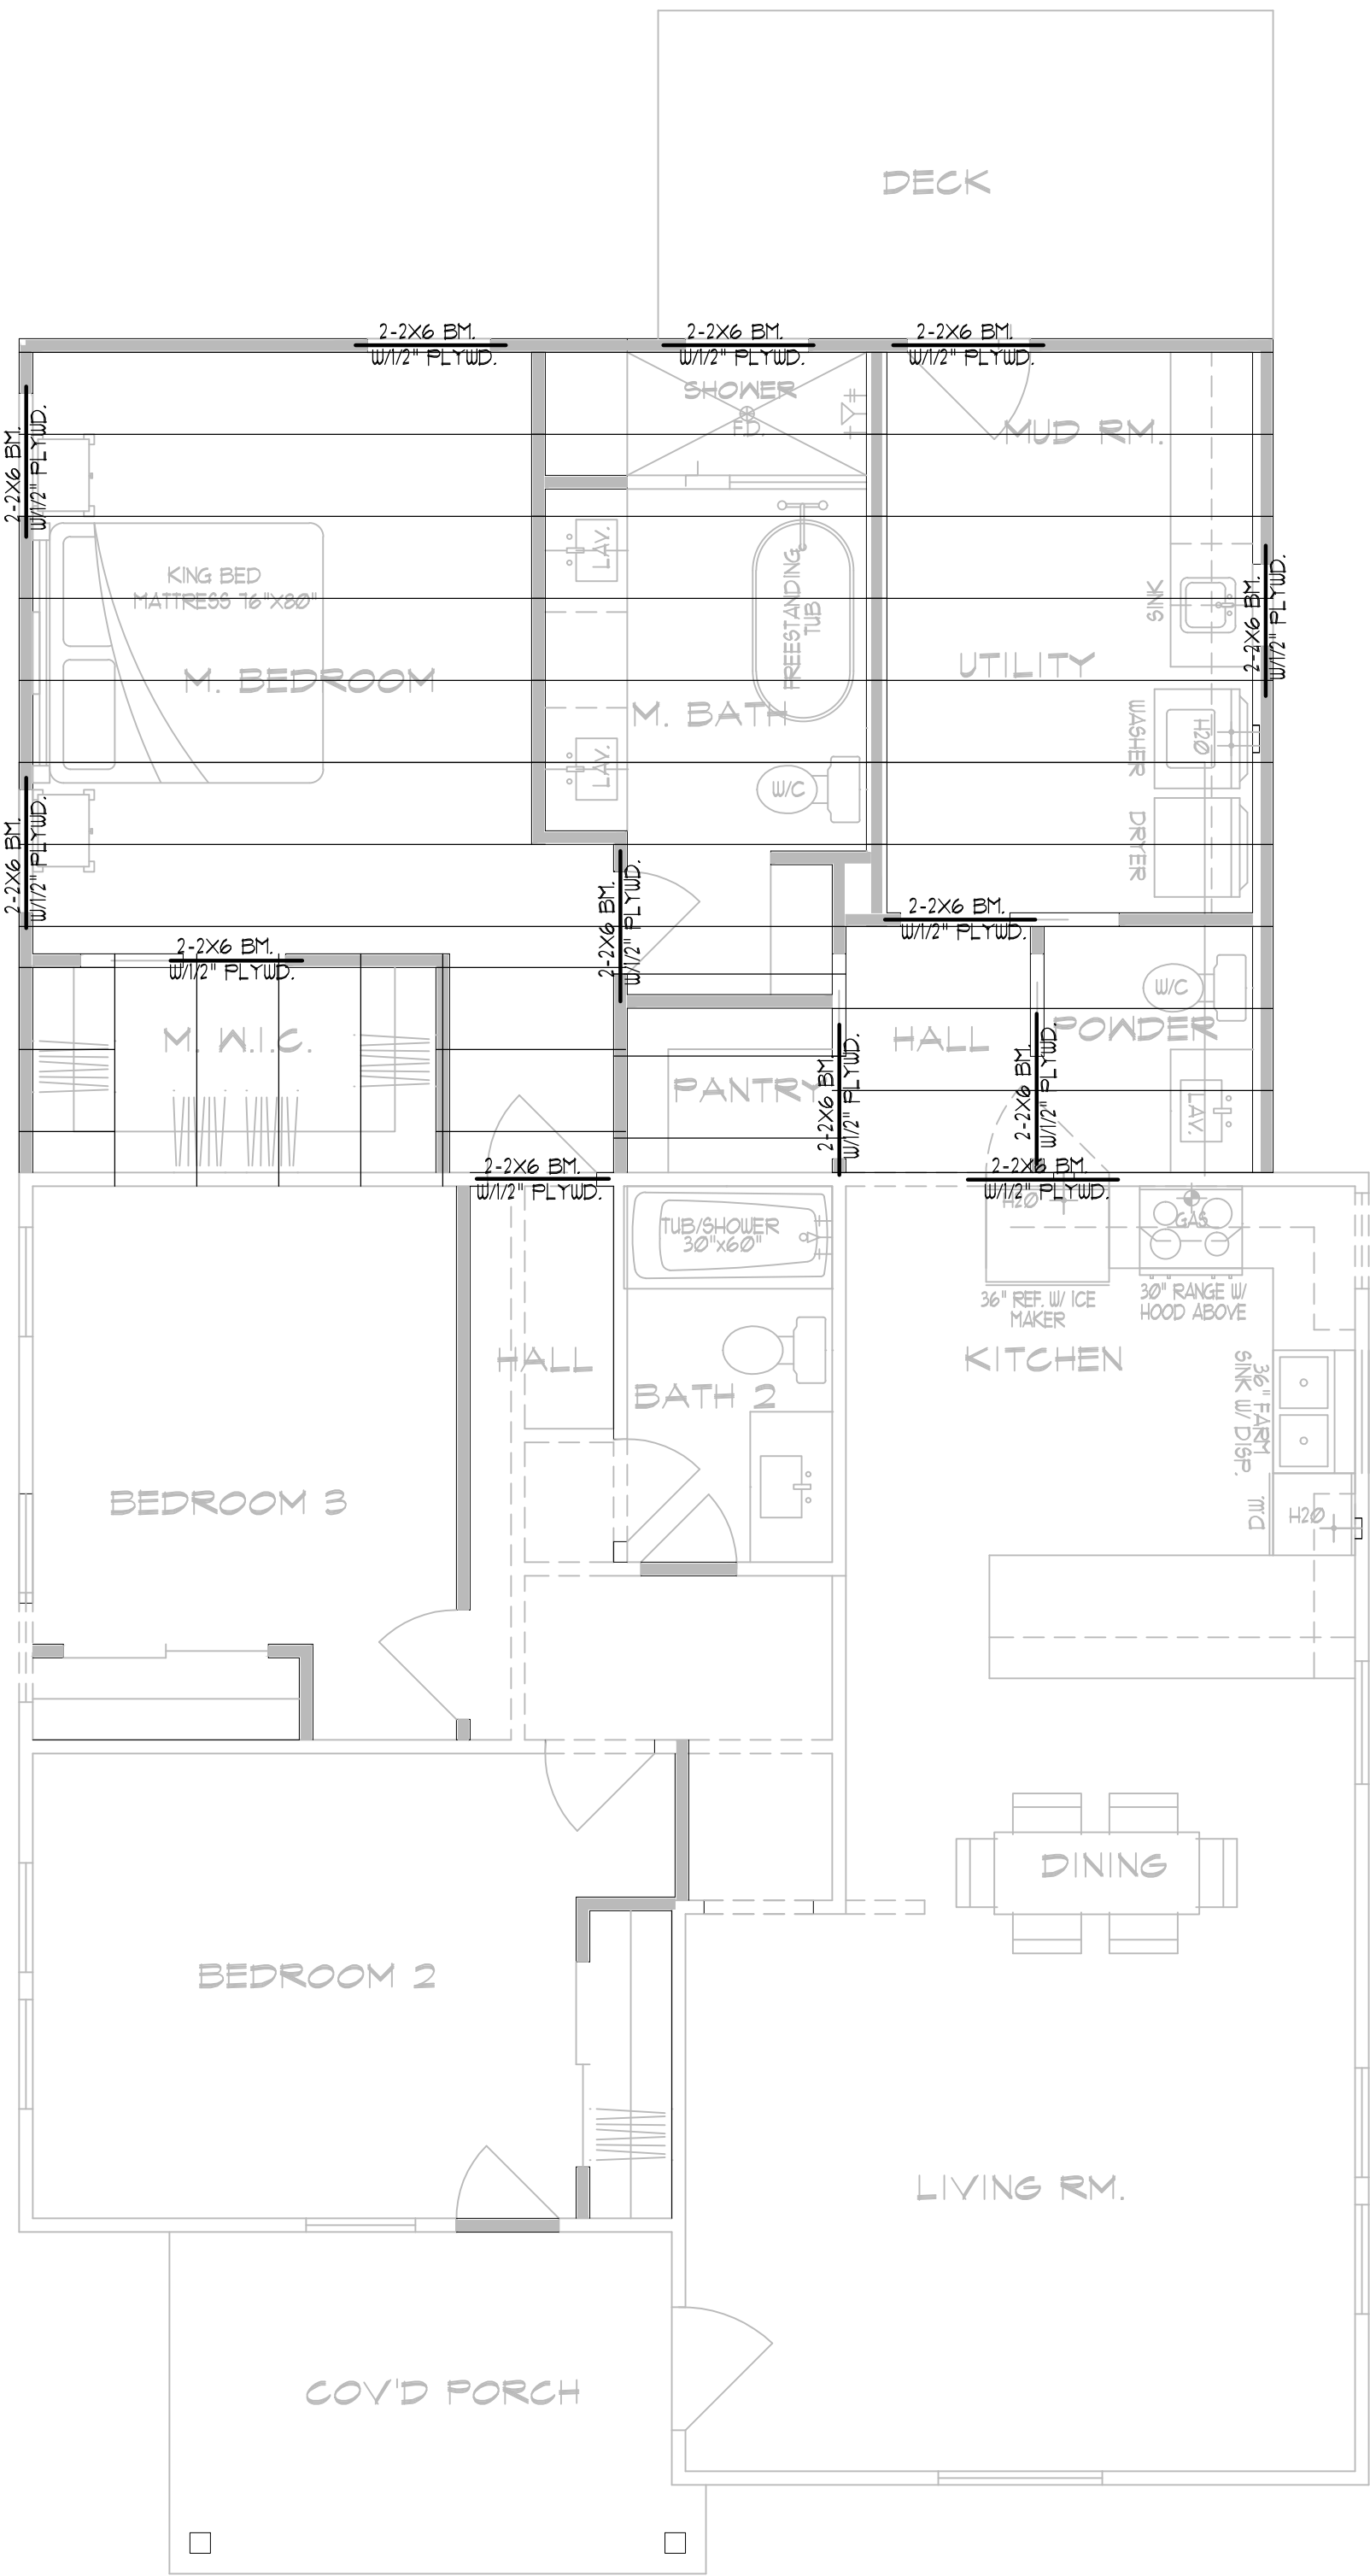 DECK
2-2X6 BM.
W/1/2" PLYWD.
2-2X6 BM.
W/1/2" PLYWD.
2-2X6 BM.
W/1/2" PLYWD.
SHOWER
F.D.
MUD RM.
2-2X6 BM.
W/1/2" PLYWD.
LAV.
KING BED
MATTRESS 76"X80"
FREESTANDING
TUB
SINK
2-2X6 BM.
W/1/2" PLYWD.
M. BEDROOM
UTILITY
M. BATH
WASHER
H2O
LAV.
W/C
DRYER
2-2X6 BM.
W/1/2" PLYWD.
2-2X6 BM.
W/1/2" PLYWD.
2-2X6 BM.
W/1/2" PLYWD.
2-2X6 BM.
W/1/2" PLYWD.
W/C
M. W.I.C.
HALL
POWDER
PANTRY
2-2X6 BM.
W/1/2" PLYWD.
2-2X6 BM.
W/1/2" PLYWD.
LAV.
2-2X6 BM.
W/1/2" PLYWD.
2-2X6 BM.
W/1/2" PLYWD.
H2O
GAS
TUB/SHOWER
30"x60"
36" REF. W/ ICE
MAKER
30" RANGE W/
HOOD ABOVE
HALL
KITCHEN
BATH 2
36" FARM
SINK W/ DISP.
BEDROOM 3
DW
H2O
DINING
BEDROOM 2
LIVING RM.
COV'D PORCH